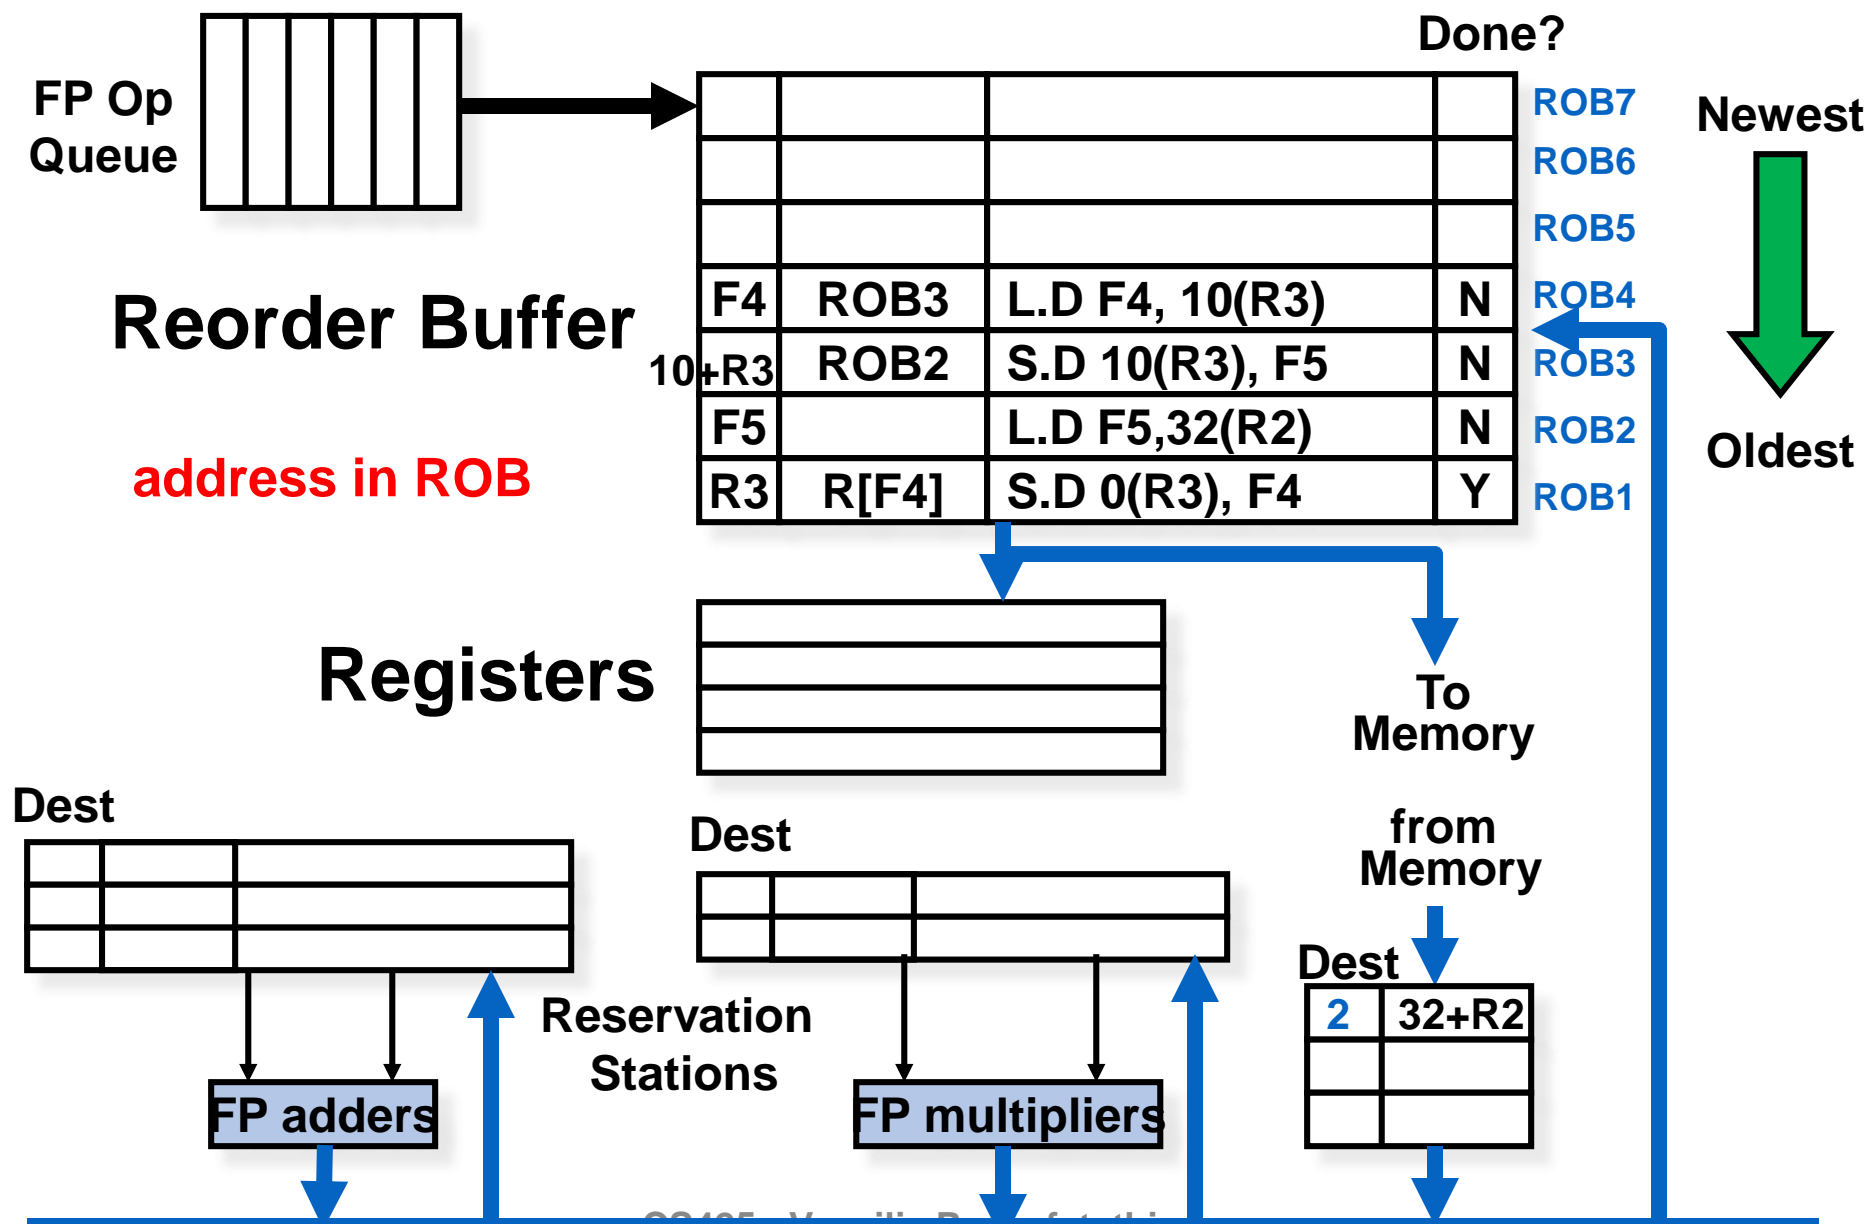 Done?
FP Op
Queue
ROB7
Newest
ROB6
ROB5
Reorder Buffer
F4 ROB3 L.D F4, 10(R3) N ROB4
10+R3 ROB2 S.D 10(R3), F5 N ROB3
F5 L.D F5,32(R2) N ROB2
Oldest
address in ROB
R3 R[F4] S.D 0(R3), F4 Y ROB1
Registers
To
Memory
Dest
Dest
from
Memory
Dest
Reservation
Stations
2 32+R2
FP adders
FP multipliers